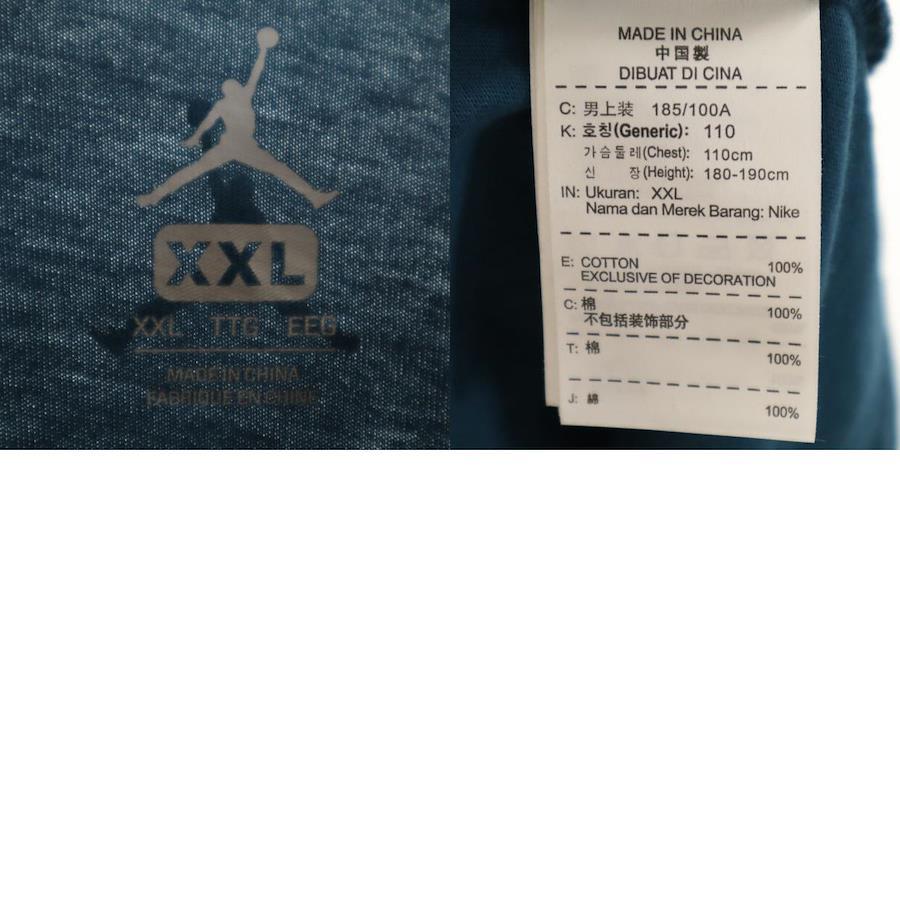 XXL
XXL TTG EEG
MADE IN CHINA
FABRIQUE EN CHINE
MADE IN CHINA
中国製
DIBUAT DI CINA
C: 男上装 185/100A
K: 호칭(Generic): 110
가슴둘레(Chest): 110cm
신 장(Height): 180-190cm
IN: Ukuran: XXL
Nama dan Merek Barang: Nike
E: COTTON 100%
EXCLUSIVE OF DECORATION
C: 棉 100%
不包括装饰部分
T: 棉 100%
J: 綿 100%